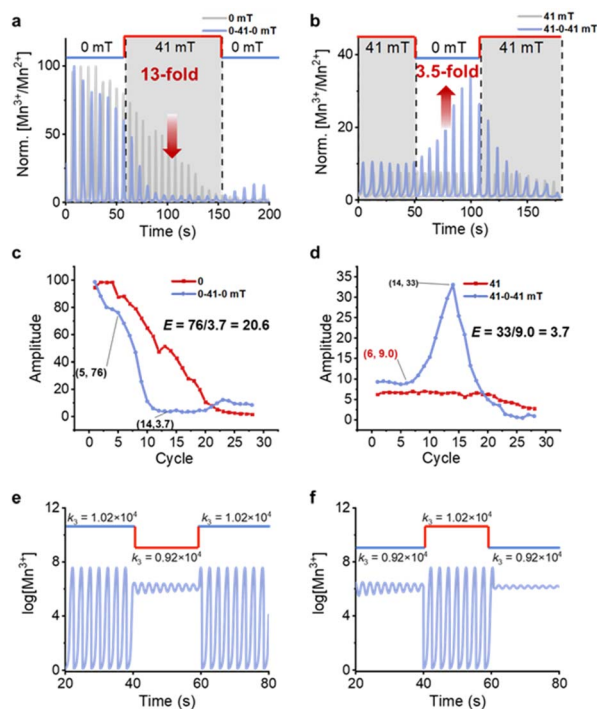 a
0 mT
0-41-0 mT
0 mT
41 mT
0 mT
13-fold
Norm. [Mn³⁺/Mn²⁺]
100
50
0
0
50
100
150
200
Time (s)
b
41 mT
41-0-41 mT
41 mT
0 mT
41 mT
3.5-fold
Norm. [Mn³⁺/Mn²⁺]
40
20
0
0
50
100
150
Time (s)
c
0
0-41-0 mT
E = 76/3.7 = 20.6
(5, 76)
(14,3.7)
Amplitude
100
80
60
40
20
0
0
5
10
15
20
25
30
Cycle
d
41
41-0-41 mT
(14, 33)
E = 33/9.0 = 3.7
(6, 9.0)
Amplitude
35
30
25
20
15
10
5
0
0
5
10
15
20
25
30
Cycle
e
k₃ = 1.02×10⁴
k₃ = 1.02×10⁴
k₃ = 0.92×10⁴
log[Mn³⁺]
12
8
4
0
20
40
60
80
Time (s)
f
k₃ = 1.02×10⁴
k₃ = 0.92×10⁴
k₃ = 0.92×10⁴
log[Mn³⁺]
12
8
4
0
20
40
60
80
Time (s)